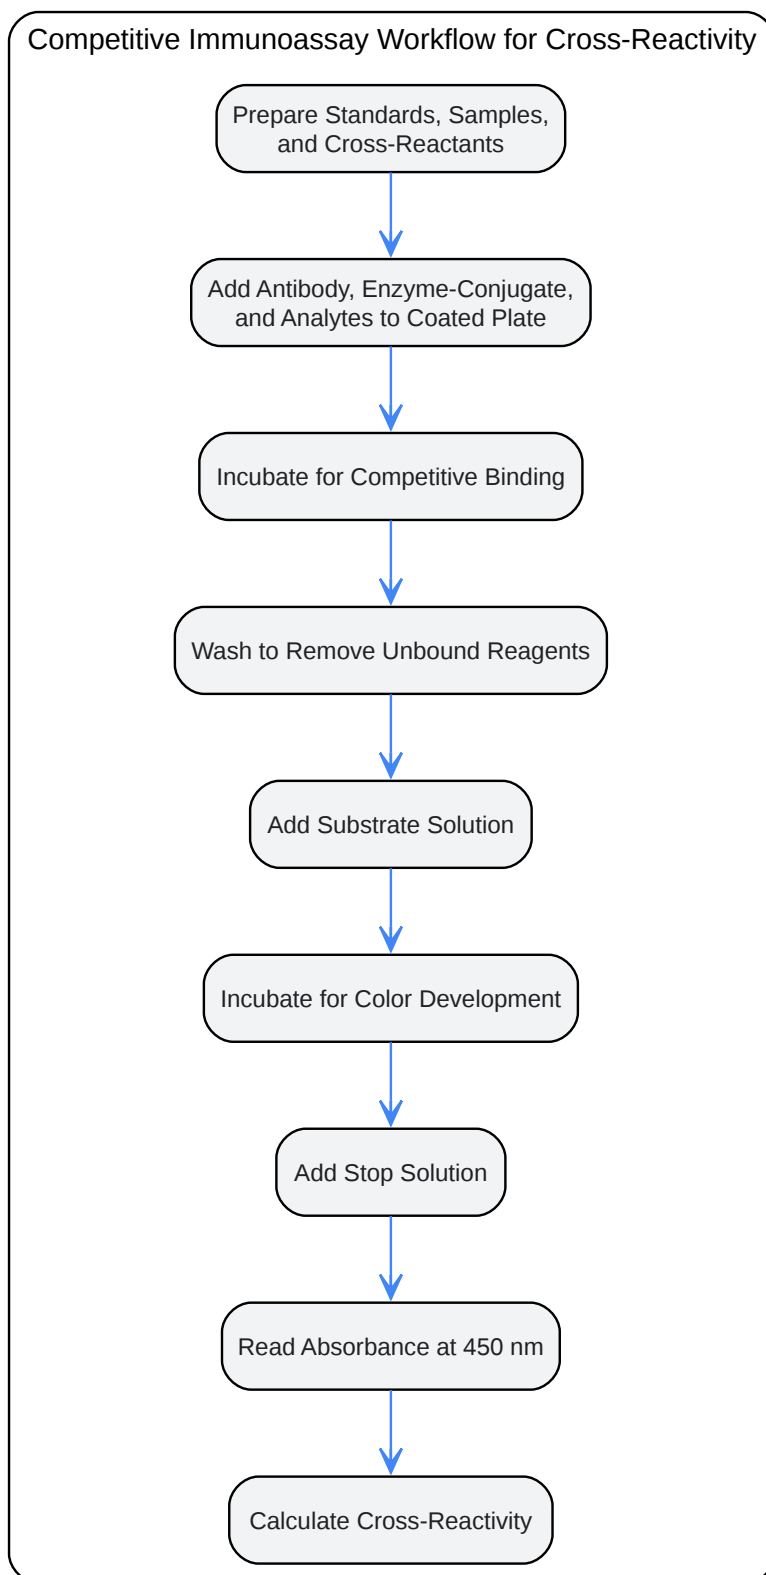 Competitive Immunoassay Workflow for Cross-Reactivity
Prepare Standards, Samples,
and Cross-Reactants
Add Antibody, Enzyme-Conjugate,
and Analytes to Coated Plate
Incubate for Competitive Binding
Wash to Remove Unbound Reagents
Add Substrate Solution
Incubate for Color Development
Add Stop Solution
Read Absorbance at 450 nm
Calculate Cross-Reactivity